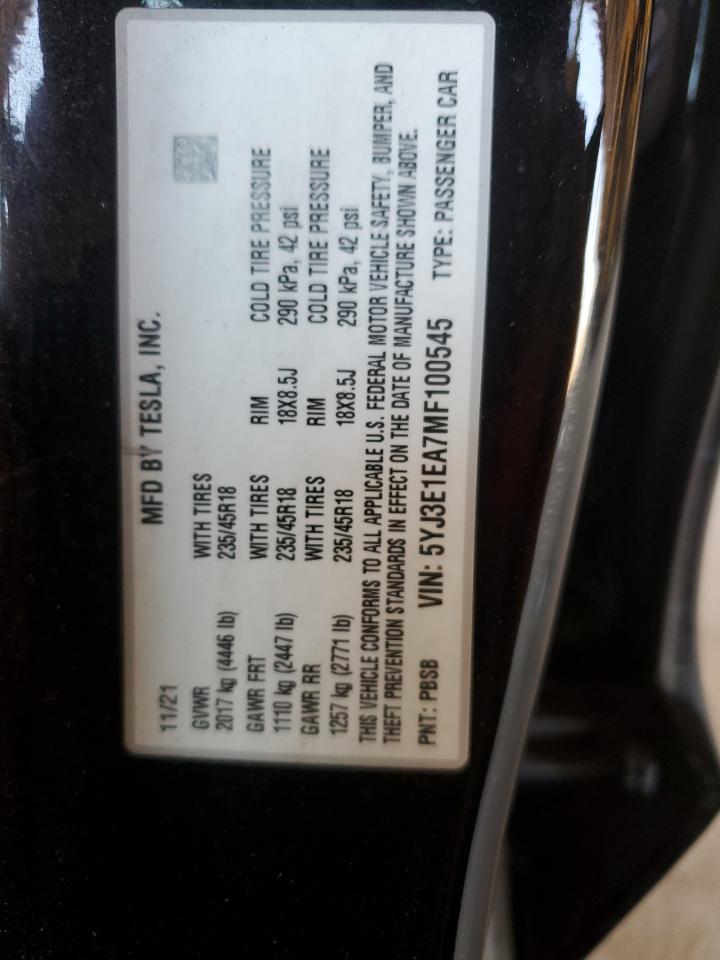 11/21 MFD BY TESLA, INC.
GVWR WITH TIRES
2017 kg (4446 lb) 235/45R18
GAWR FRT WITH TIRES RIM COLD TIRE PRESSURE
1110 kg (2447 lb) 235/45R18 18X8.5J 290 kPa, 42 psi
GAWR RR WITH TIRES RIM COLD TIRE PRESSURE
1257 kg (2771 lb) 235/45R18 18X8.5J 290 kPa, 42 psi
THIS VEHICLE CONFORMS TO ALL APPLICABLE U.S. FEDERAL MOTOR VEHICLE SAFETY, BUMPER, AND
THEFT PREVENTION STANDARDS IN EFFECT ON THE DATE OF MANUFACTURE SHOWN ABOVE.
PNT: PBSB VIN: 5YJ3E1EA7MF100545 TYPE: PASSENGER CAR